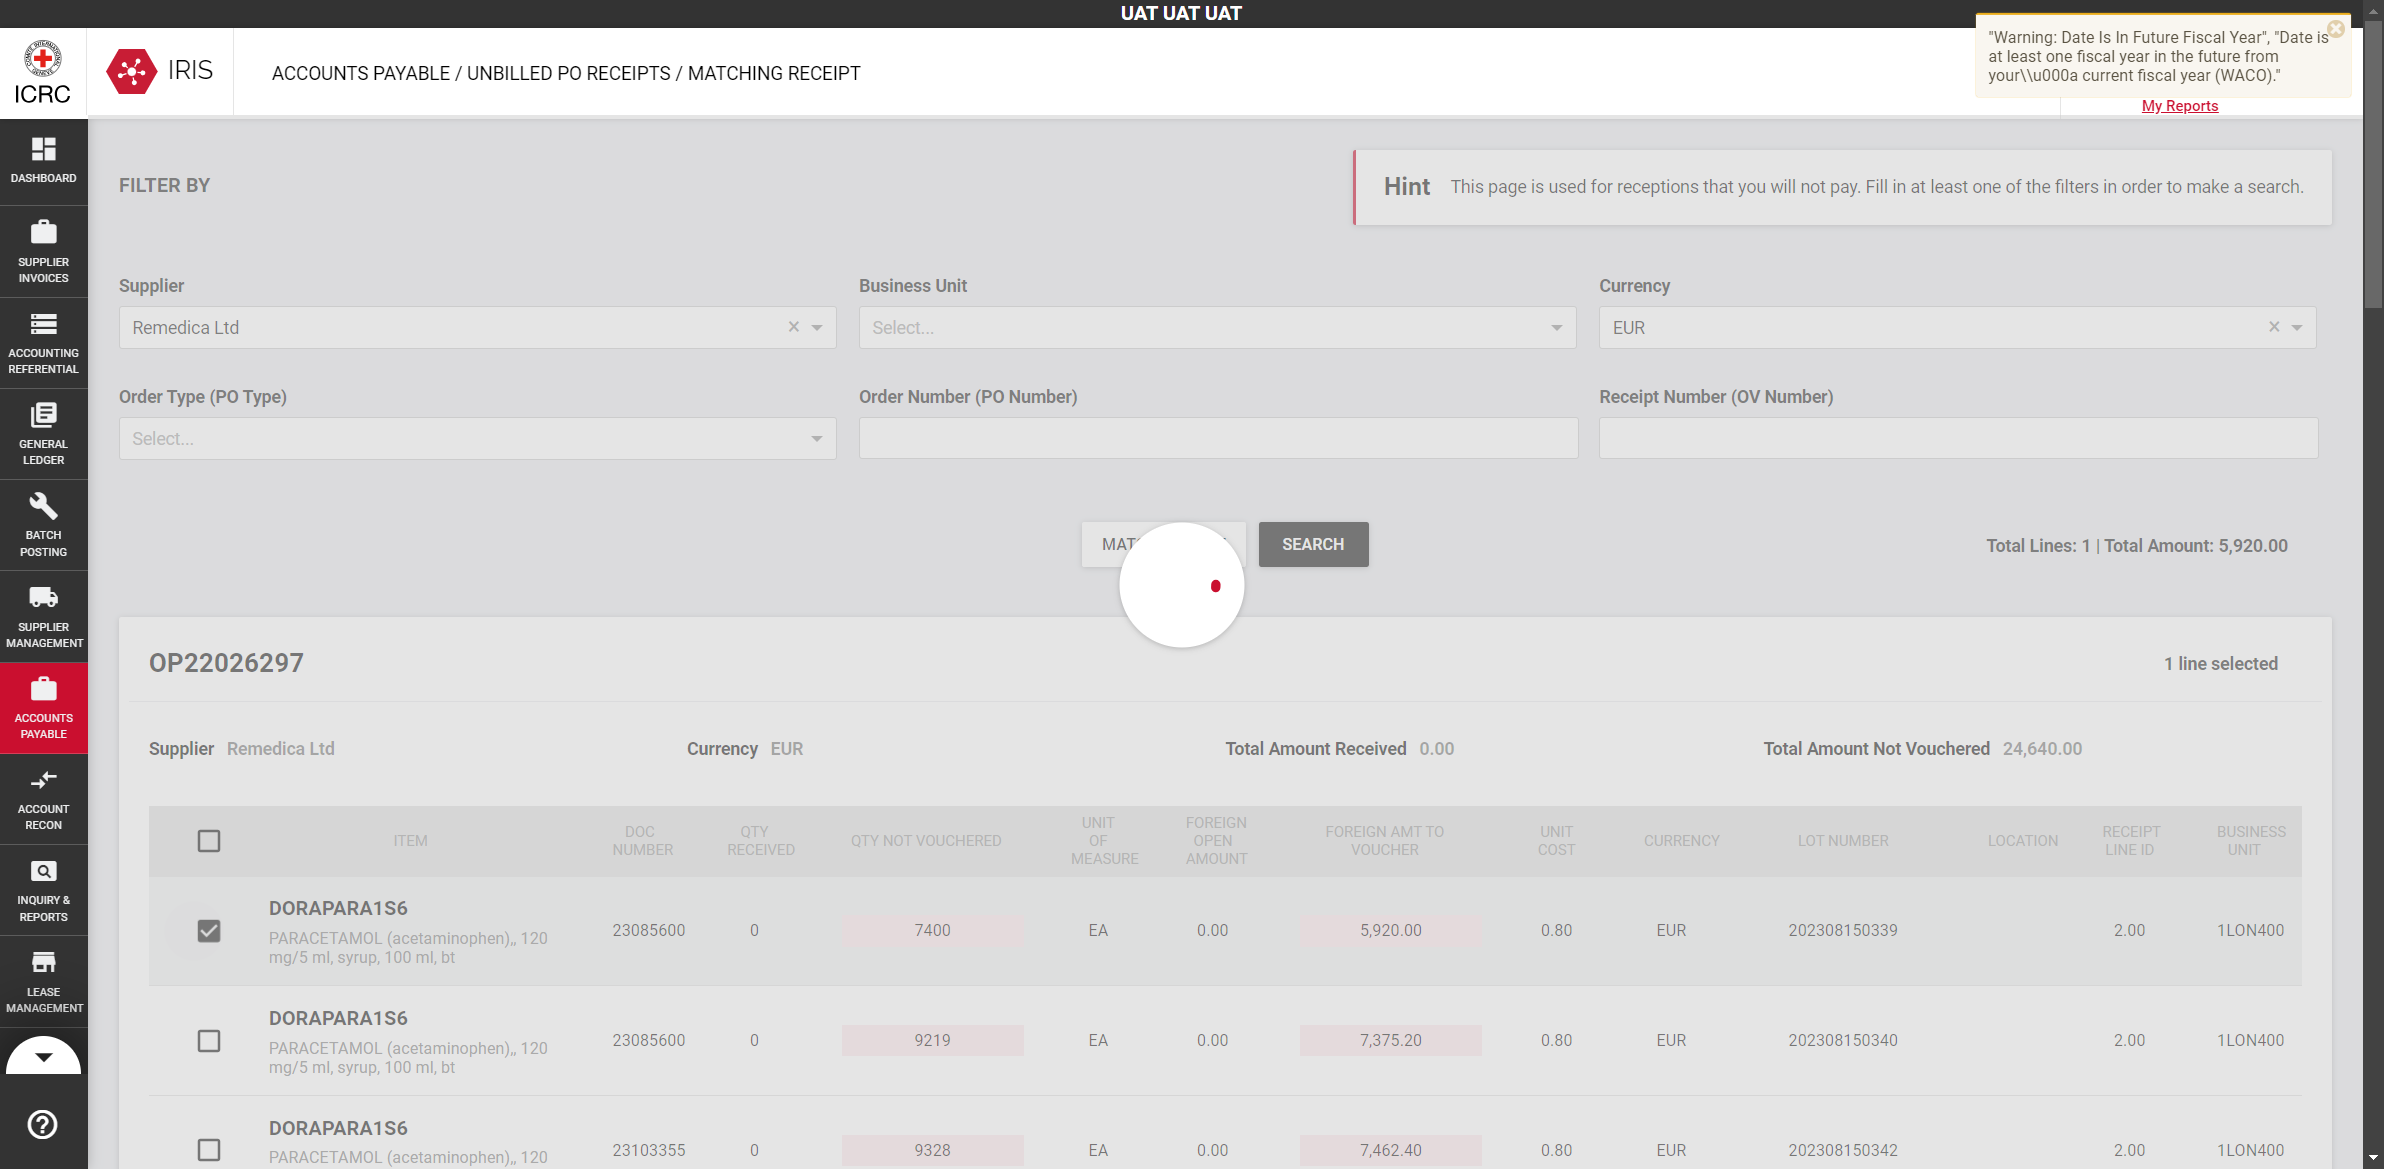 UAT UAT UAT
ICRC
IRIS
ACCOUNTS PAYABLE / UNBILLED PO RECEIPTS / MATCHING RECEIPT
"Warning: Date Is In Future Fiscal Year", "Date is
at least one fiscal year in the future from
your\\u000a current fiscal year (WACO)."
My Reports
DASHBOARD
SUPPLIER
INVOICES
ACCOUNTING
REFERENTIAL
GENERAL
LEDGER
BATCH
POSTING
SUPPLIER
MANAGEMENT
ACCOUNTS
PAYABLE
ACCOUNT
RECON
INQUIRY &
REPORTS
LEASE
MANAGEMENT
FILTER BY
Hint This page is used for receptions that you will not pay. Fill in at least one of the filters in order to make a search.
Supplier Business Unit Currency
Remedica Ltd Select... EUR
Order Type (PO Type) Order Number (PO Number) Receipt Number (OV Number)
Select...
SEARCH Total Lines: 1 | Total Amount: 5,920.00
OP22026297 1 line selected
Supplier Remedica Ltd Currency EUR Total Amount Received 0.00 Total Amount Not Vouchered 24,640.00
ITEM DOC NUMBER QTY RECEIVED QTY NOT VOUCHERED UNIT OF MEASURE FOREIGN OPEN AMOUNT FOREIGN AMT TO VOUCHER UNIT COST CURRENCY LOT NUMBER LOCATION RECEIPT LINE ID BUSINESS UNIT
DORAPARA1S6
PARACETAMOL (acetaminophen),, 120
mg/5 ml, syrup, 100 ml, bt
23085600 0 7400 EA 0.00 5,920.00 0.80 EUR 202308150339 2.00 1LON400
DORAPARA1S6
PARACETAMOL (acetaminophen),, 120
mg/5 ml, syrup, 100 ml, bt
23085600 0 9219 EA 0.00 7,375.20 0.80 EUR 202308150340 2.00 1LON400
DORAPARA1S6
PARACETAMOL (acetaminophen),, 120
23103355 0 9328 EA 0.00 7,462.40 0.80 EUR 202308150342 2.00 1LON400